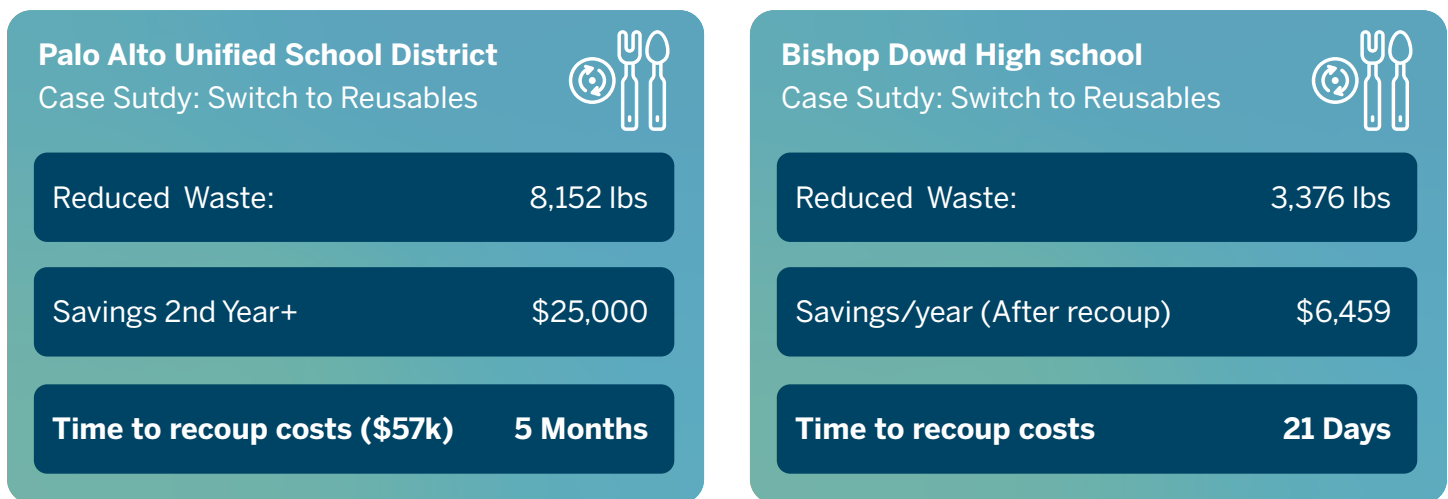 Palo Alto Unified School District
Case Sutdy: Switch to Reusables
Reduced Waste: 8,152 lbs
Savings 2nd Year+ $25,000
Time to recoup costs ($57k) 5 Months
Bishop Dowd High school
Case Sutdy: Switch to Reusables
Reduced Waste: 3,376 lbs
Savings/year (After recoup) $6,459
Time to recoup costs 21 Days